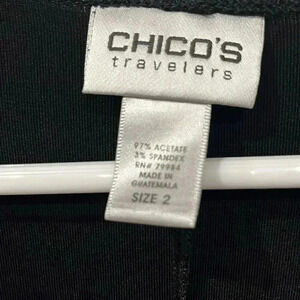 CHICO'S
travelers
97% ACETATE
3% SPANDEX
RN# 79984
MADE IN
GUATEMALA
SIZE 2